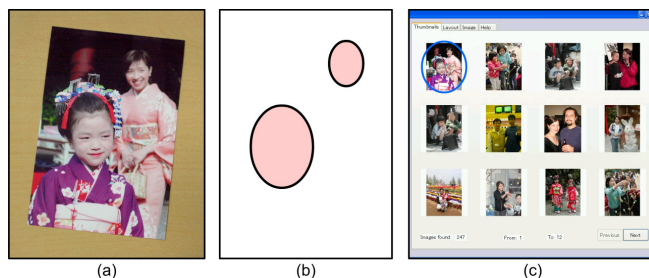 Thumbnails Layout Image Help
Images found: 247 From: 1 To: 12 Previous Next
(a) (b) (c)